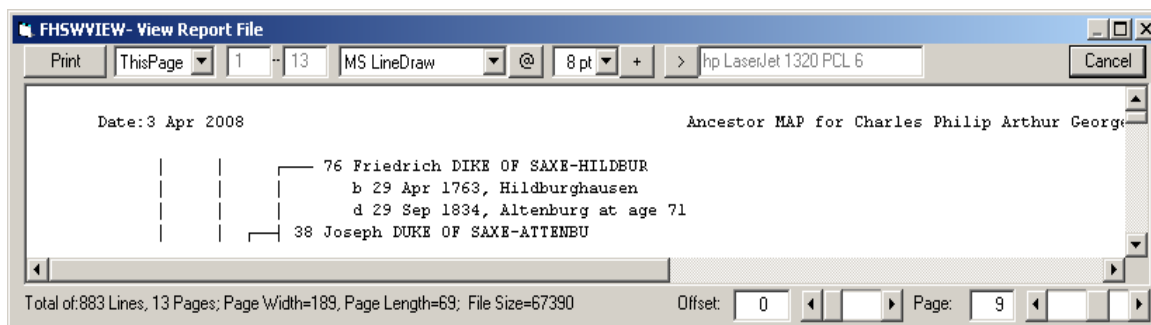 FHSWVIEW- View Report File
Print ThisPage 1 -- 13 MS LineDraw @ 8 pt + > hp LaserJet 1320 PCL 6 Cancel
Date:3 Apr 2008 Ancestor MAP for Charles Philip Arthur George
76 Friedrich DIKE OF SAXE-HILDBUR
b 29 Apr 1763, Hildburghausen
d 29 Sep 1834, Altenburg at age 71
38 Joseph DUKE OF SAXE-ATTENBU
Total of:883 Lines, 13 Pages; Page Width=189, Page Length=69; File Size=67390 Offset: 0 Page: 9